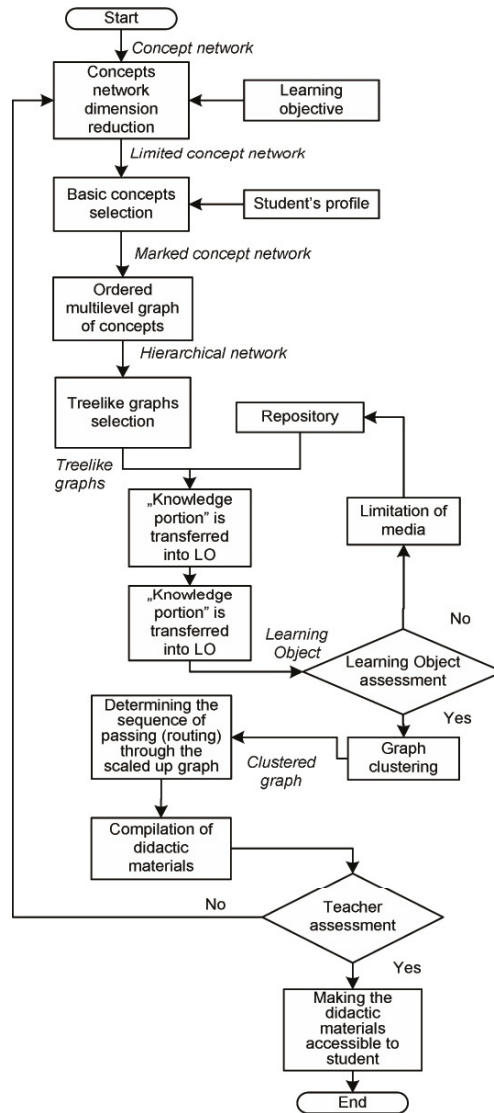 Start
Concept network
Concepts
network
dimension
reduction
Learning
objective
Limited concept network
Basic concepts
selection
Student's profile
Marked concept network
Ordered
multilevel graph
of concepts
Hierarchical network
Treelike graphs
selection
Repository
Treelike
graphs
„Knowledge
portion” is
transferred
into LO
Limitation of
media
„Knowledge
portion” is
transferred
into LO
Learning
Object
No
Learning Object
assessment
Yes
Determining the
sequence of
passing (routing)
through the
scaled up graph
Clustered
graph
Graph
clustering
Compilation of
didactic
materials
No
Teacher
assessment
Yes
Making the
didactic
materials
accessible to
student
End